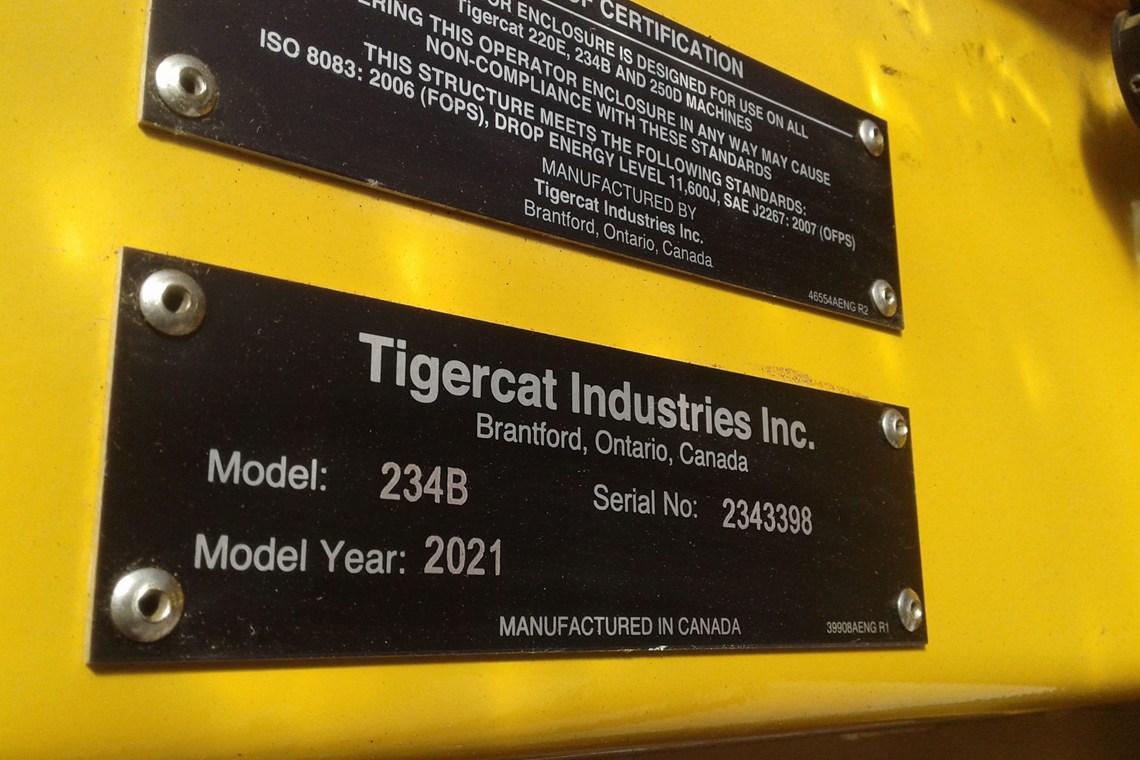 OF CERTIFICATION
OR ENCLOSURE IS DESIGNED FOR USE ON ALL
Tigercat 220E, 234B AND 250D MACHINES
ERING THIS OPERATOR ENCLOSURE IN ANY WAY MAY CAUSE
NON-COMPLIANCE WITH THESE STANDARDS
THIS STRUCTURE MEETS THE FOLLOWING STANDARDS:
ISO 8083: 2006 (FOPS), DROP ENERGY LEVEL 11,600J, SAE J2267: 2007 (OFPS)
MANUFACTURED BY
Tigercat Industries Inc.
Brantford, Ontario, Canada
46554AENG R2
Tigercat Industries Inc.
Brantford, Ontario, Canada
Model: 234B Serial No: 2343398
Model Year: 2021
MANUFACTURED IN CANADA 39908AENG R1